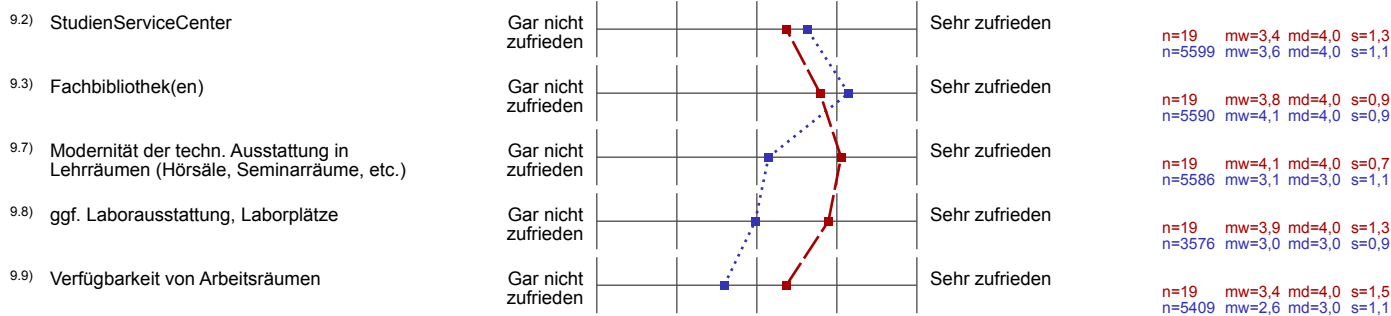 9.2) StudienServiceCenter
Gar nicht
zufrieden
Sehr zufrieden
n=19 mw=3,4 md=4,0 s=1,3
n=5599 mw=3,6 md=4,0 s=1,1
9.3) Fachbibliothek(en)
Gar nicht
zufrieden
Sehr zufrieden
n=19 mw=3,8 md=4,0 s=0,9
n=5590 mw=4,1 md=4,0 s=0,9
9.7) Modernität der techn. Ausstattung in
Lehrräumen (Hörsäle, Seminarräume, etc.)
Gar nicht
zufrieden
Sehr zufrieden
n=19 mw=4,1 md=4,0 s=0,7
n=5586 mw=3,1 md=3,0 s=1,1
9.8) ggf. Laborausstattung, Laborplätze
Gar nicht
zufrieden
Sehr zufrieden
n=19 mw=3,9 md=4,0 s=1,3
n=3576 mw=3,0 md=3,0 s=0,9
9.9) Verfügbarkeit von Arbeitsräumen
Gar nicht
zufrieden
Sehr zufrieden
n=19 mw=3,4 md=4,0 s=1,5
n=5409 mw=2,6 md=3,0 s=1,1